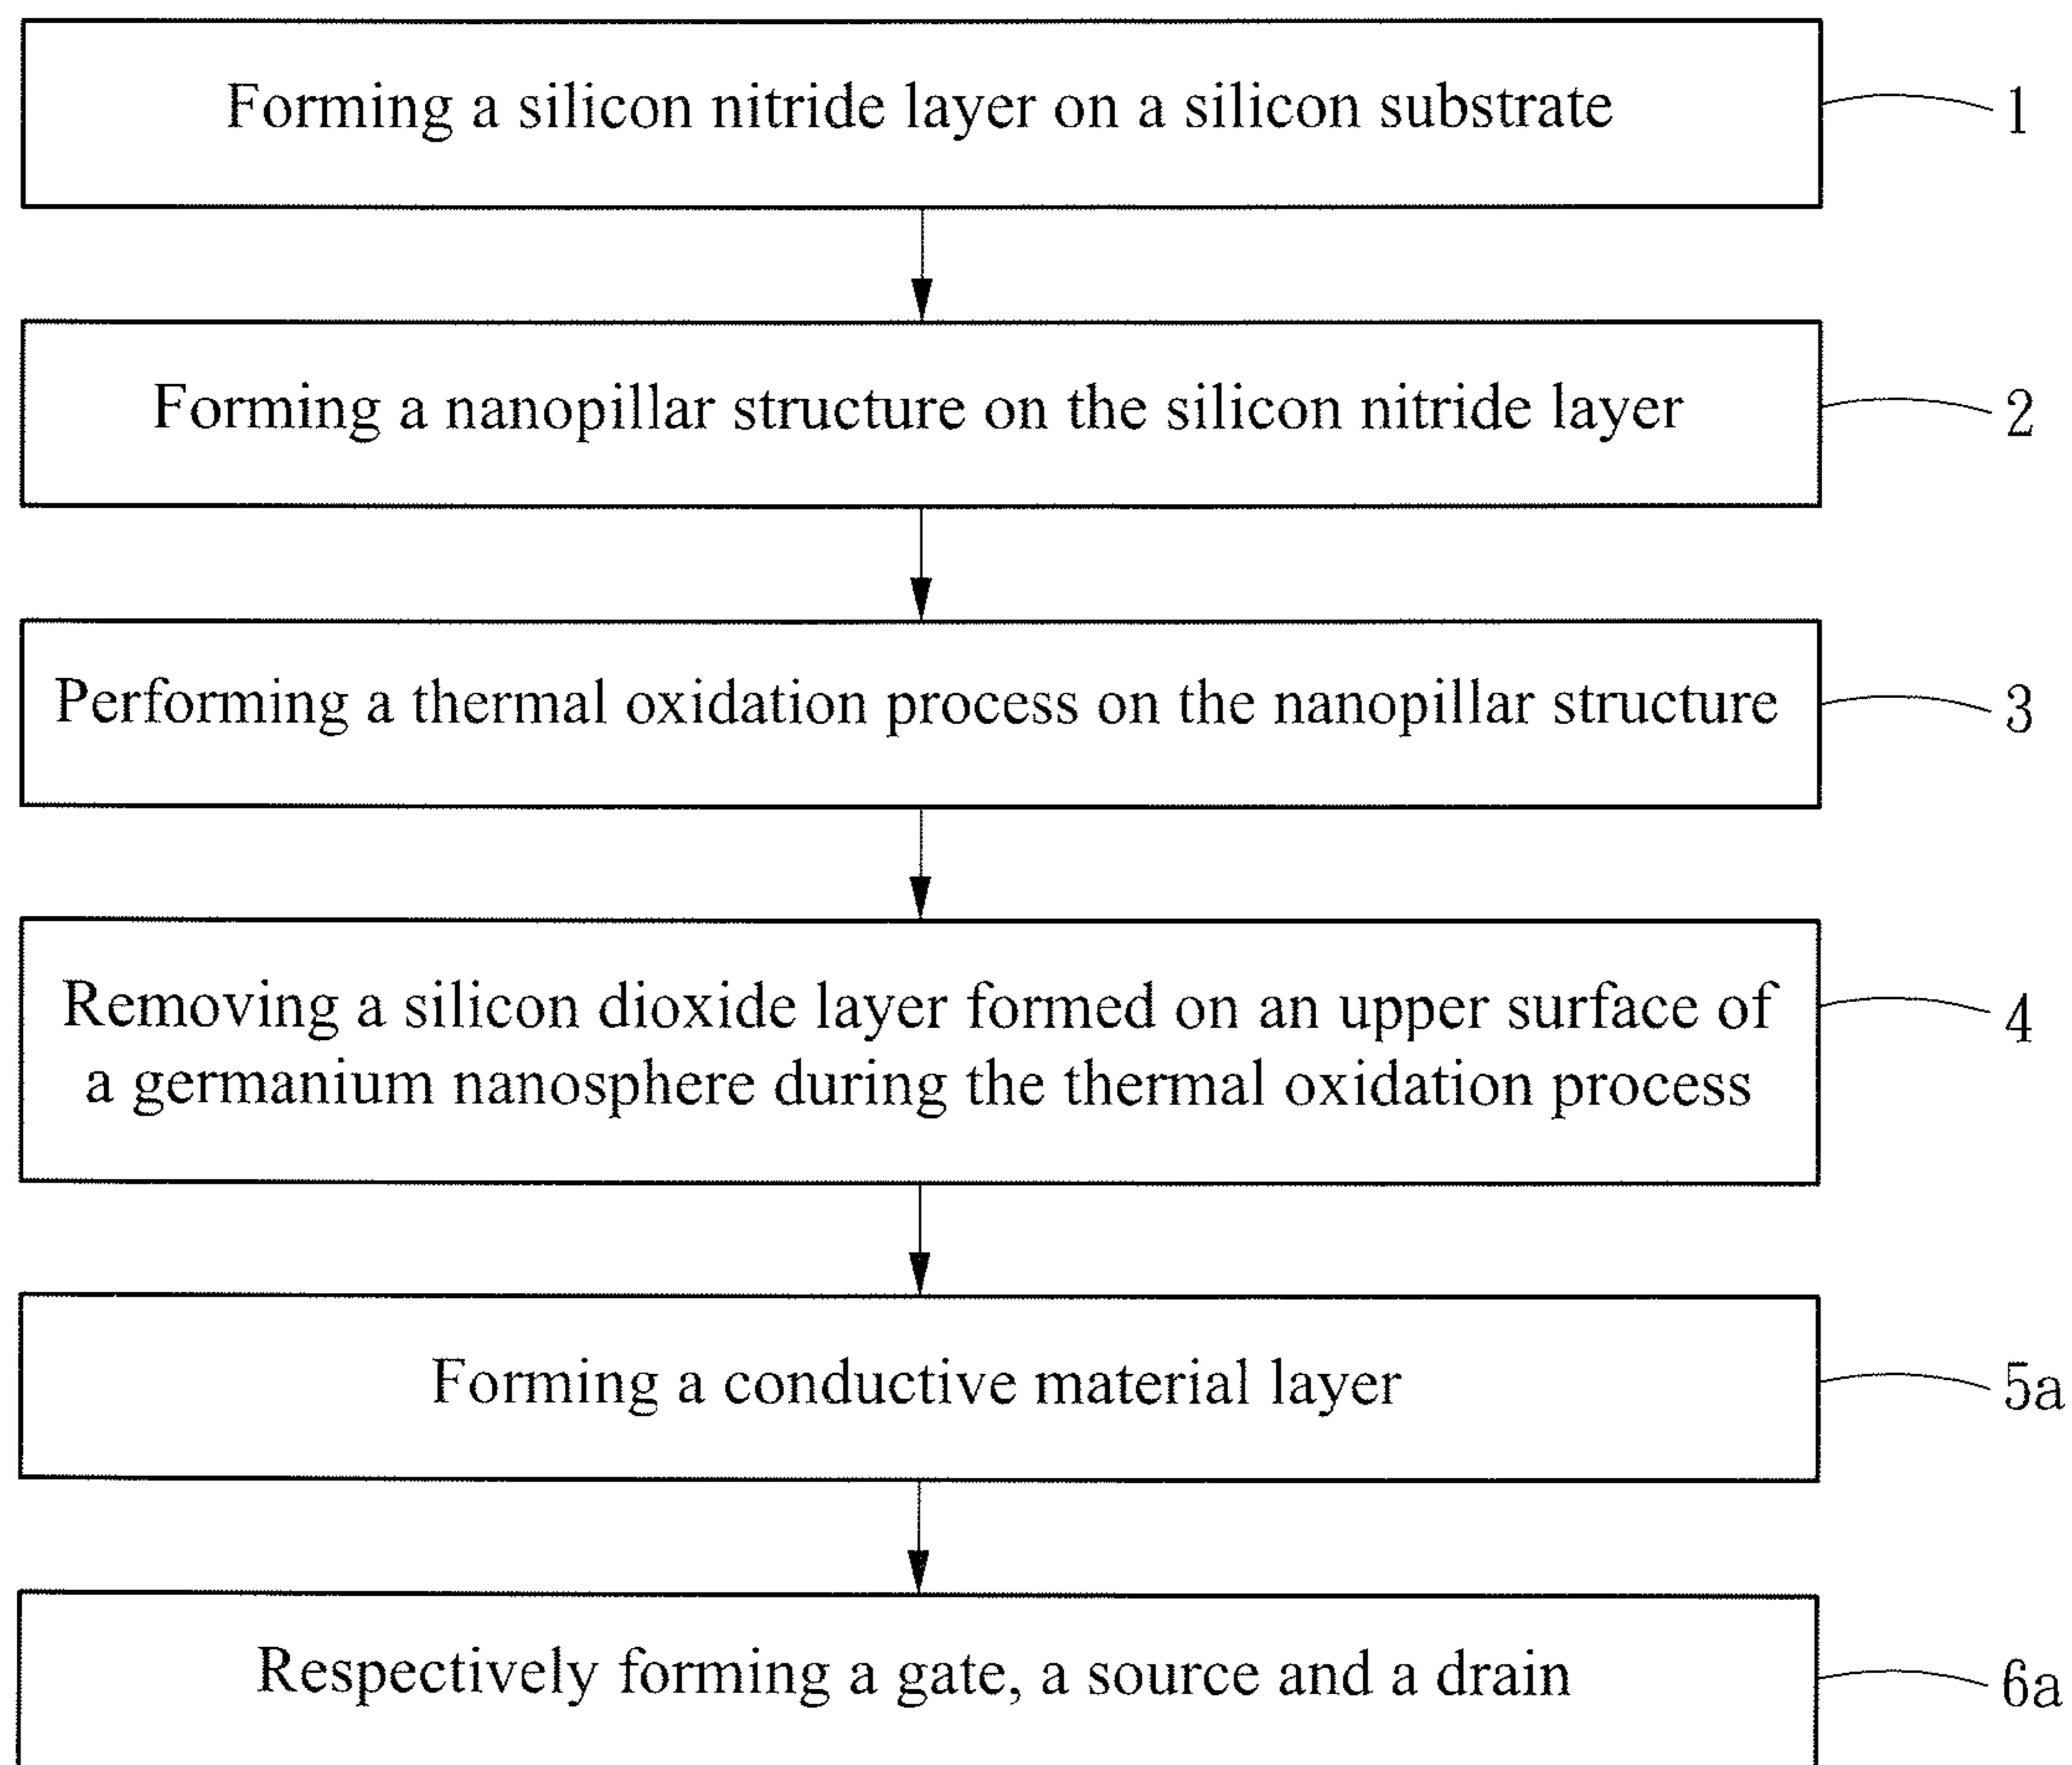 Forming a silicon nitride layer on a silicon substrate
1
Forming a nanopillar structure on the silicon nitride layer
2
Performing a thermal oxidation process on the nanopillar structure
3
Removing a silicon dioxide layer formed on an upper surface of
a germanium nanosphere during the thermal oxidation process
4
Forming a conductive material layer
5a
Respectively forming a gate, a source and a drain
6a